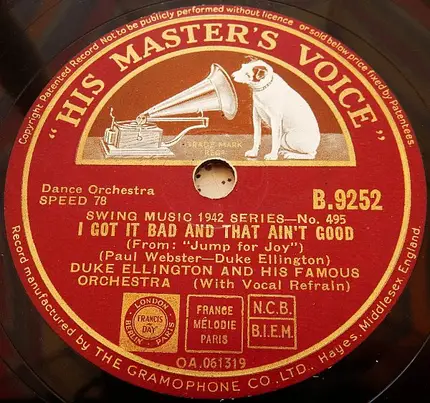 Copyright Patented Record Not to be publicly performed without licence or sold below price fixed by Patentees.
"HIS MASTER'S VOICE"
TRADE MARK
REGD.
Dance Orchestra
SPEED 78
B.9252
SWING MUSIC 1942 SERIES—No. 495
I GOT IT BAD AND THAT AIN'T GOOD
(From: "Jump for Joy")
(Paul Webster—Duke Ellington)
DUKE ELLINGTON AND HIS FAMOUS
ORCHESTRA (With Vocal Refrain)
LONDON
FRANCIS
&
DAY
BERLIN - PARIS
FRANCE
MÉLODIE
PARIS
N.C.B.
B.I.E.M.
OA.061319
Record manufactured by THE GRAMOPHONE CO., LTD. Hayes, Middlesex England.